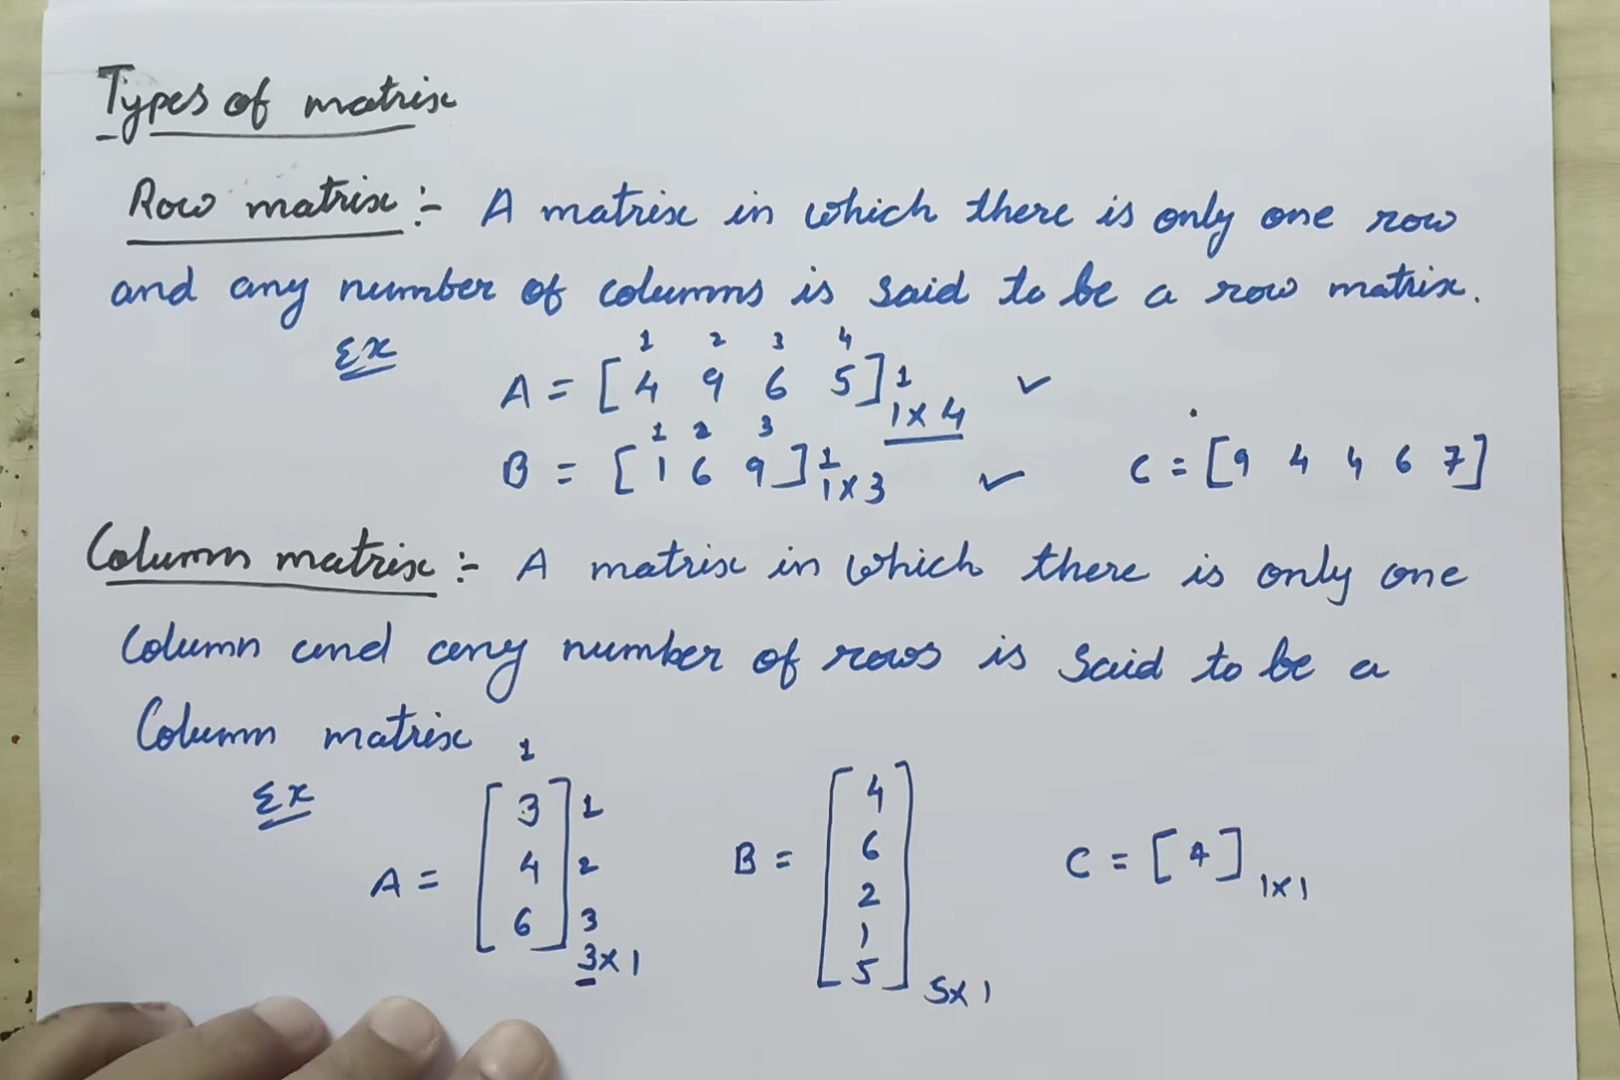 Types of matrix
Row matrix :- A matrix in which there is only one row
and any number of columns is said to be a row matrix.
Ex
1 2 3 4
A = [ 4 9 6 5 ] 1
1 x 4
1 2 3
B = [ 1 6 9 ] 1
1 x 3
C = [ 9 4 4 6 7 ]
Column matrix :- A matrix in which there is only one
Column and any number of rows is said to be a
Column matrix
Ex
1
A = [ 3 ] 1
4 2
6 3
3 x 1
B = [ 4
6
2
1
5 ]
5 x 1
C = [ 4 ] 1 x 1